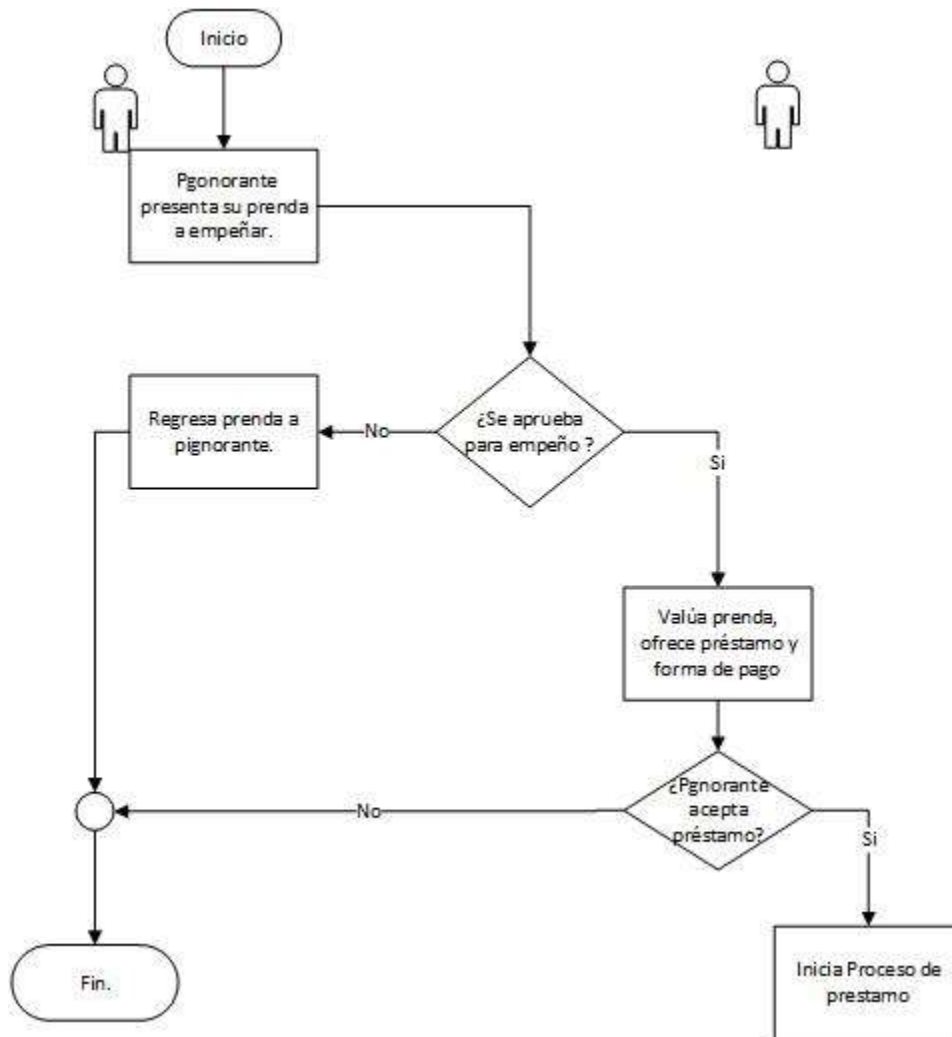 Inicio
Pgonorante
presenta su prenda
a empeñar.
¿Se aprueba
para empeño ?
No
Regresa prenda a
pignorante.
Si
Valúa prenda,
ofrece préstamo y
forma de pago
¿Pgnorante
acepta
préstamo?
No
Si
Fin.
Inicia Proceso de
prestamo